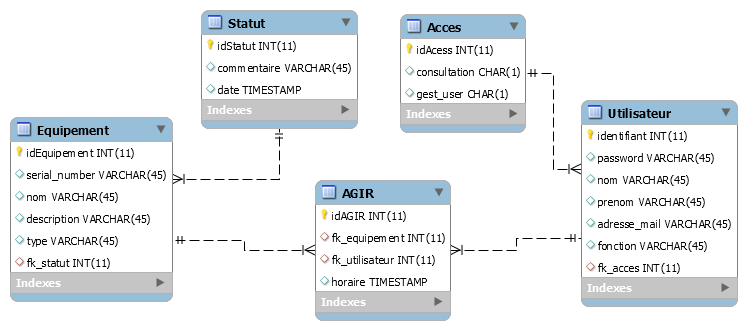 Statut
idStatut INT(11)
commentaire VARCHAR(45)
date TIMESTAMP
Indexes
Acces
idAcess INT(11)
consultation CHAR(1)
gest_user CHAR(1)
Indexes
Equipement
idEquipement INT(11)
serial_number VARCHAR(45)
nom VARCHAR(45)
description VARCHAR(45)
type VARCHAR(45)
fk_statut INT(11)
Indexes
AGIR
idAGIR INT(11)
fk_equipement INT(11)
fk_utilisateur INT(11)
horaire TIMESTAMP
Indexes
Utilisateur
identifiant INT(11)
password VARCHAR(45)
nom VARCHAR(45)
prenom VARCHAR(45)
adresse_mail VARCHAR(45)
fonction VARCHAR(45)
fk_acces INT(11)
Indexes